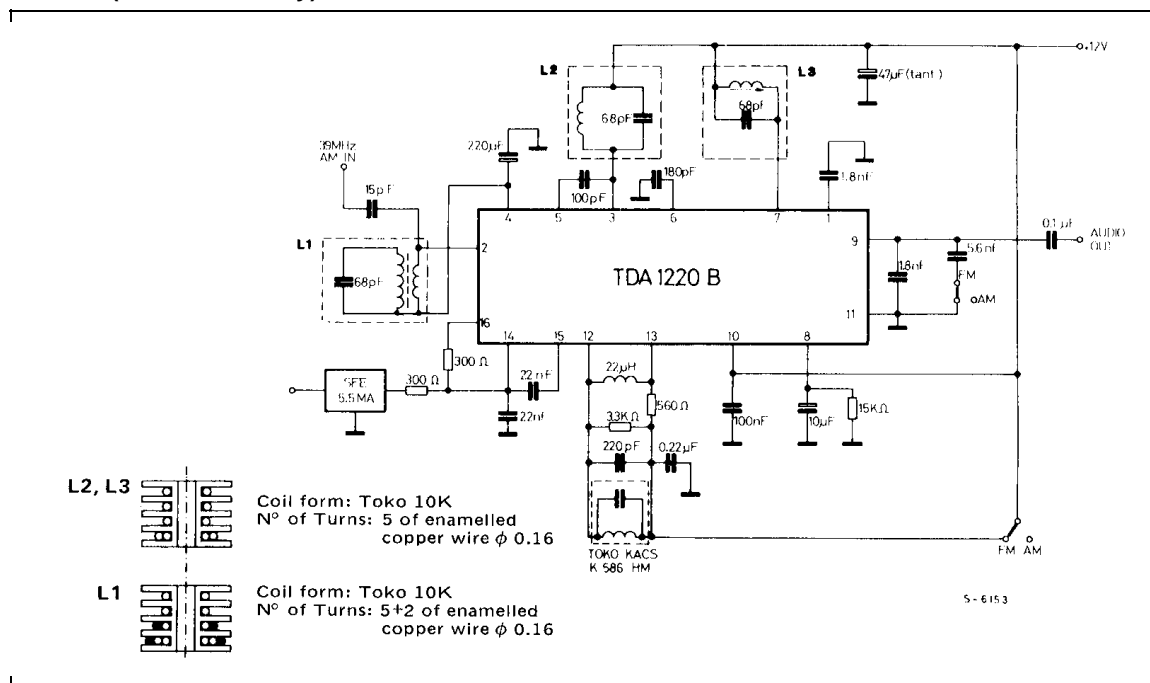 +12V
L2
L3
47µF(tant.)
68pF
68pF
39MHz
AM IN
220µF
15pF
100pF
180pF
1.8nF
4
5
3
6
7
1
L1
68pF
2
9
0.1µF
AUDIO
OUT
TDA 1220 B
1.8nf
5.6nf
FM
AM
16
11
14
15
12
13
10
8
300Ω
22nF
22µH
SFE
5.5MA
300Ω
22nf
560Ω
3.3KΩ
100nF
10µF
15KΩ
220pF
0.22µF
L2, L3
Coil form: Toko 10K
N° of Turns: 5 of enamelled
copper wire ϕ 0.16
TOKO KACS
K 586 HM
FM AM
L1
Coil form: Toko 10K
N° of Turns: 5+2 of enamelled
copper wire ϕ 0.16
S-6153